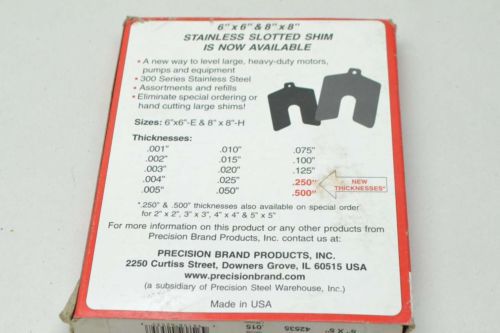 6" x 6" & 8" x 8"
STAINLESS SLOTTED SHIM
IS NOW AVAILABLE
• A new way to level large, heavy-duty motors,
pumps and equipment
• 300 Series Stainless Steel
• Assortments and refills
• Eliminate special ordering or
hand cutting large shims!
Sizes: 6"x6"-E & 8" x 8"-H
Thicknesses:
.001" .010" .075"
.002" .015" .100"
.003" .020" .125"
.004" .025" .250"
.005" .050" .500"
NEW
THICKNESSES*
*.250" & .500" thicknesses also available on special order
for 2" x 2", 3" x 3", 4" x 4" & 5" x 5"
For more information on this product or any other products from
Precision Brand Products, Inc. contact us at:
PRECISION BRAND PRODUCTS, INC.
2250 Curtiss Street, Downers Grove, IL 60515 USA
www.precisionbrand.com
(a subsidiary of Precision Steel Warehouse, Inc.)
Made in USA
.015
42535